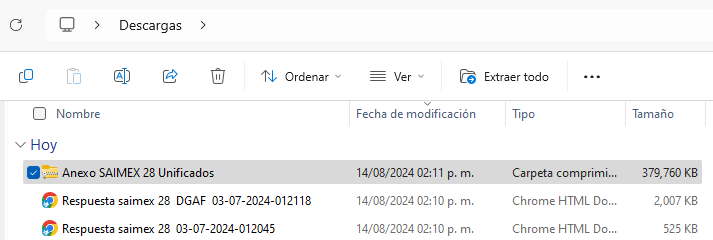 Descargas
Ordenar Ver Extraer todo
Nombre Fecha de modificación Tipo Tamaño
Hoy
Anexo SAIMEX 28 Unificados 14/08/2024 02:11 p. m. Carpeta comprimi... 379,760 KB
Respuesta saimex 28 DGAF 03-07-2024-012118 14/08/2024 02:10 p. m. Chrome HTML Do... 2,007 KB
Respuesta saimex 28 03-07-2024-012045 14/08/2024 02:10 p. m. Chrome HTML Do... 525 KB